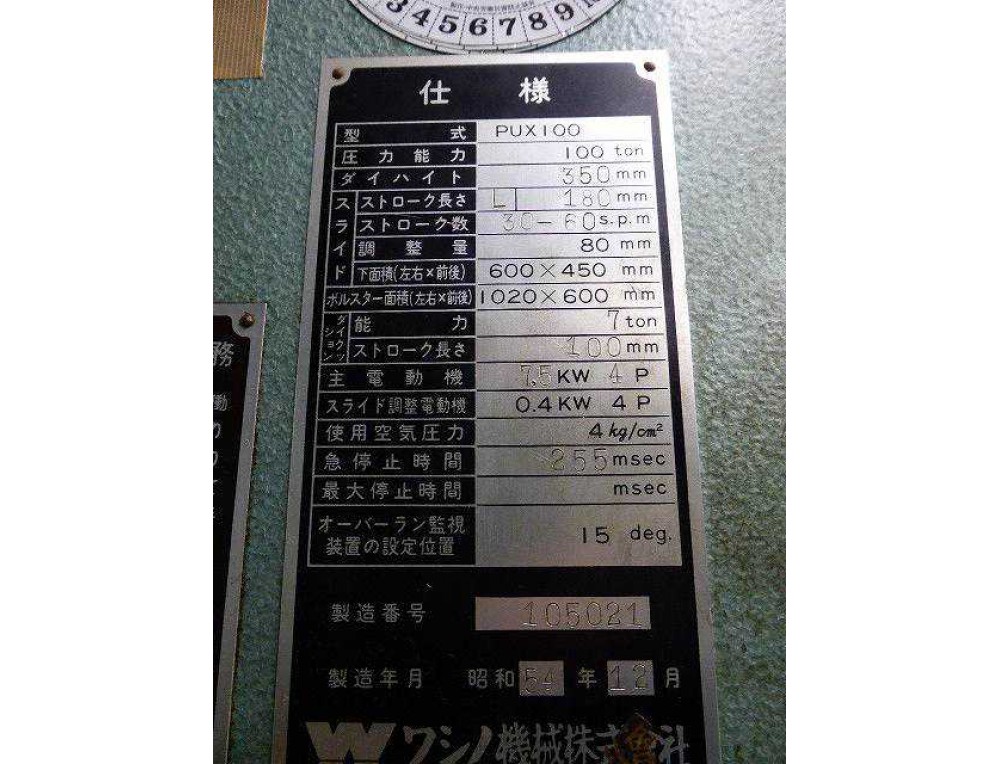 3 4 5 6 7 8 9
仕 様
型 式 PUX100
圧力能力 100 ton
ダイハイト 350 mm
スライド ストローク長さ L 180 mm
ストローク数 30-60 s.p.m
調整量 80 mm
下面積(左右×前後) 600×450 mm
ボルスター面積(左右×前後) 1020×600 mm
ダイクッション 能力 7 ton
ストローク長さ 100 mm
主電動機 7.5 KW 4 P
スライド調整電動機 0.4 KW 4 P
使用空気圧力 4 kg/cm²
急停止時間 255 msec
最大停止時間 msec
オーバーラン監視
装置の設定位置 15 deg.
製造番号 105021
製造年月 昭和 54 年 12 月
ワシノ機械株式會社
務
動